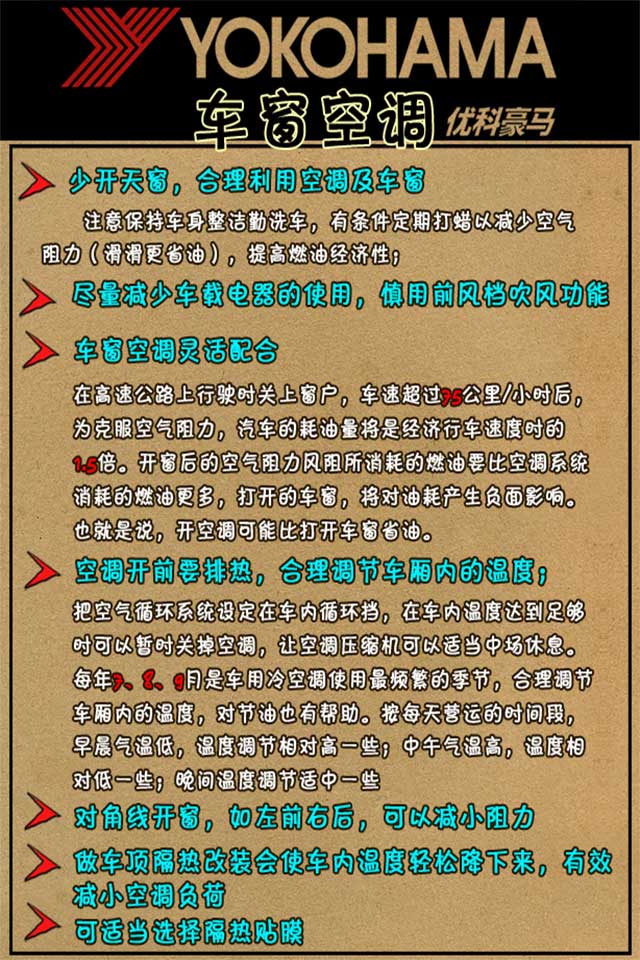 YOKOHAMA
车窗空调 优科豪马
少开天窗，合理利用空调及车窗
注意保持车身整洁勤洗车，有条件定期打蜡以减少空气
阻力（滑滑更省油），提高燃油经济性；
尽量减少车载电器的使用，慎用前风档吹风功能
车窗空调灵活配合
在高速公路上行驶时关上窗户，车速超过95公里/小时后，
为克服空气阻力，汽车的耗油量将是经济行车速度时的
1.5倍。开窗后的空气阻力风阻所消耗的燃油要比空调系统
消耗的燃油更多，打开的车窗，将对油耗产生负面影响。
也就是说，开空调可能比打开车窗省油。
空调开前要排热，合理调节车厢内的温度；
把空气循环系统设定在车内循环挡，在车内温度达到足够
时可以暂时关掉空调，让空调压缩机可以适当中场休息。
每年7、8、9月是车用冷空调使用最频繁的季节，合理调节
车厢内的温度，对节油也有帮助。按每天营运的时间段，
早晨气温低，温度调节相对高一些；中午气温高，温度相
对低一些；晚间温度调节适中一些
对角线开窗，如左前右后，可以减小阻力
做车顶隔热改装会使车内温度轻松降下来，有效
减小空调负荷
可适当选择隔热贴膜